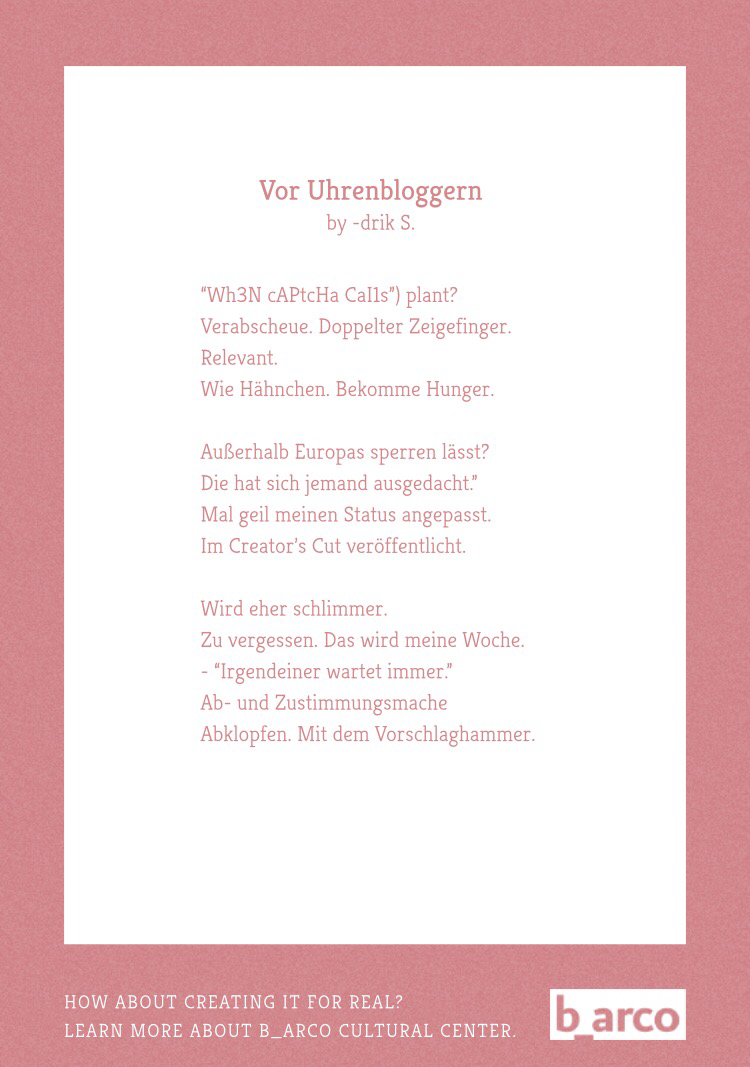 Vor Uhrenbloggern
by -drik S.
“Wh3N cAPtcHa CaI1s”) plant?
Verabscheue. Doppelter Zeigefinger.
Relevant.
Wie Hähnchen. Bekomme Hunger.
Außerhalb Europas sperren lässt?
Die hat sich jemand ausgedacht.”
Mal geil meinen Status angepasst.
Im Creator’s Cut veröffentlicht.
Wird eher schlimmer.
Zu vergessen. Das wird meine Woche.
- “Irgendeiner wartet immer.”
Ab- und Zustimmungsmache
Abklopfen. Mit dem Vorschlaghammer.
HOW ABOUT CREATING IT FOR REAL?
LEARN MORE ABOUT B_ARCO CULTURAL CENTER.
b_arco